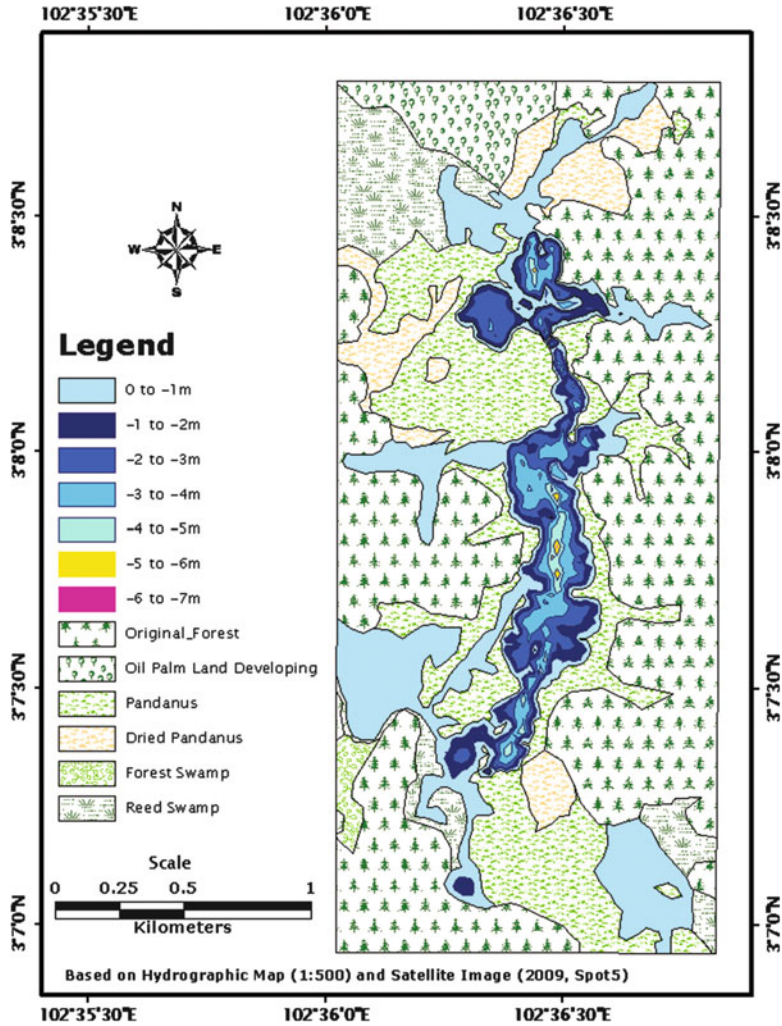 102°35'30"E 102°36'0"E 102°36'30"E
3°8'30"N 3°8'30"N
N
W E
S
Legend
0 to -1m
-1 to -2m
-2 to -3m
3°8'0"N 3°8'0"N
-3 to -4m
-4 to -5m
-5 to -6m
-6 to -7m
Original_Forest
Oil Palm Land Developing
3°7'30"N 3°7'30"N
Pandanus
Dried Pandanus
Forest Swamp
Reed Swamp
Scale
0 0.25 0.5 1
Kilometers
3°7'0"N 3°7'0"N
Based on Hydrographic Map (1:500) and Satellite Image (2009, Spot5)
102°35'30"E 102°36'0"E 102°36'30"E